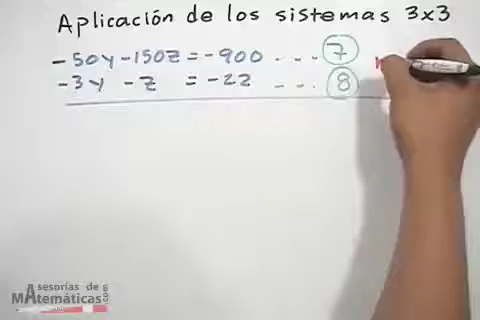 Aplicación de los sistemas 3x3
-50y-150z=-900 ... 7
-3y -z =-22 ... 8
Asesorías de
Matemáticas.com